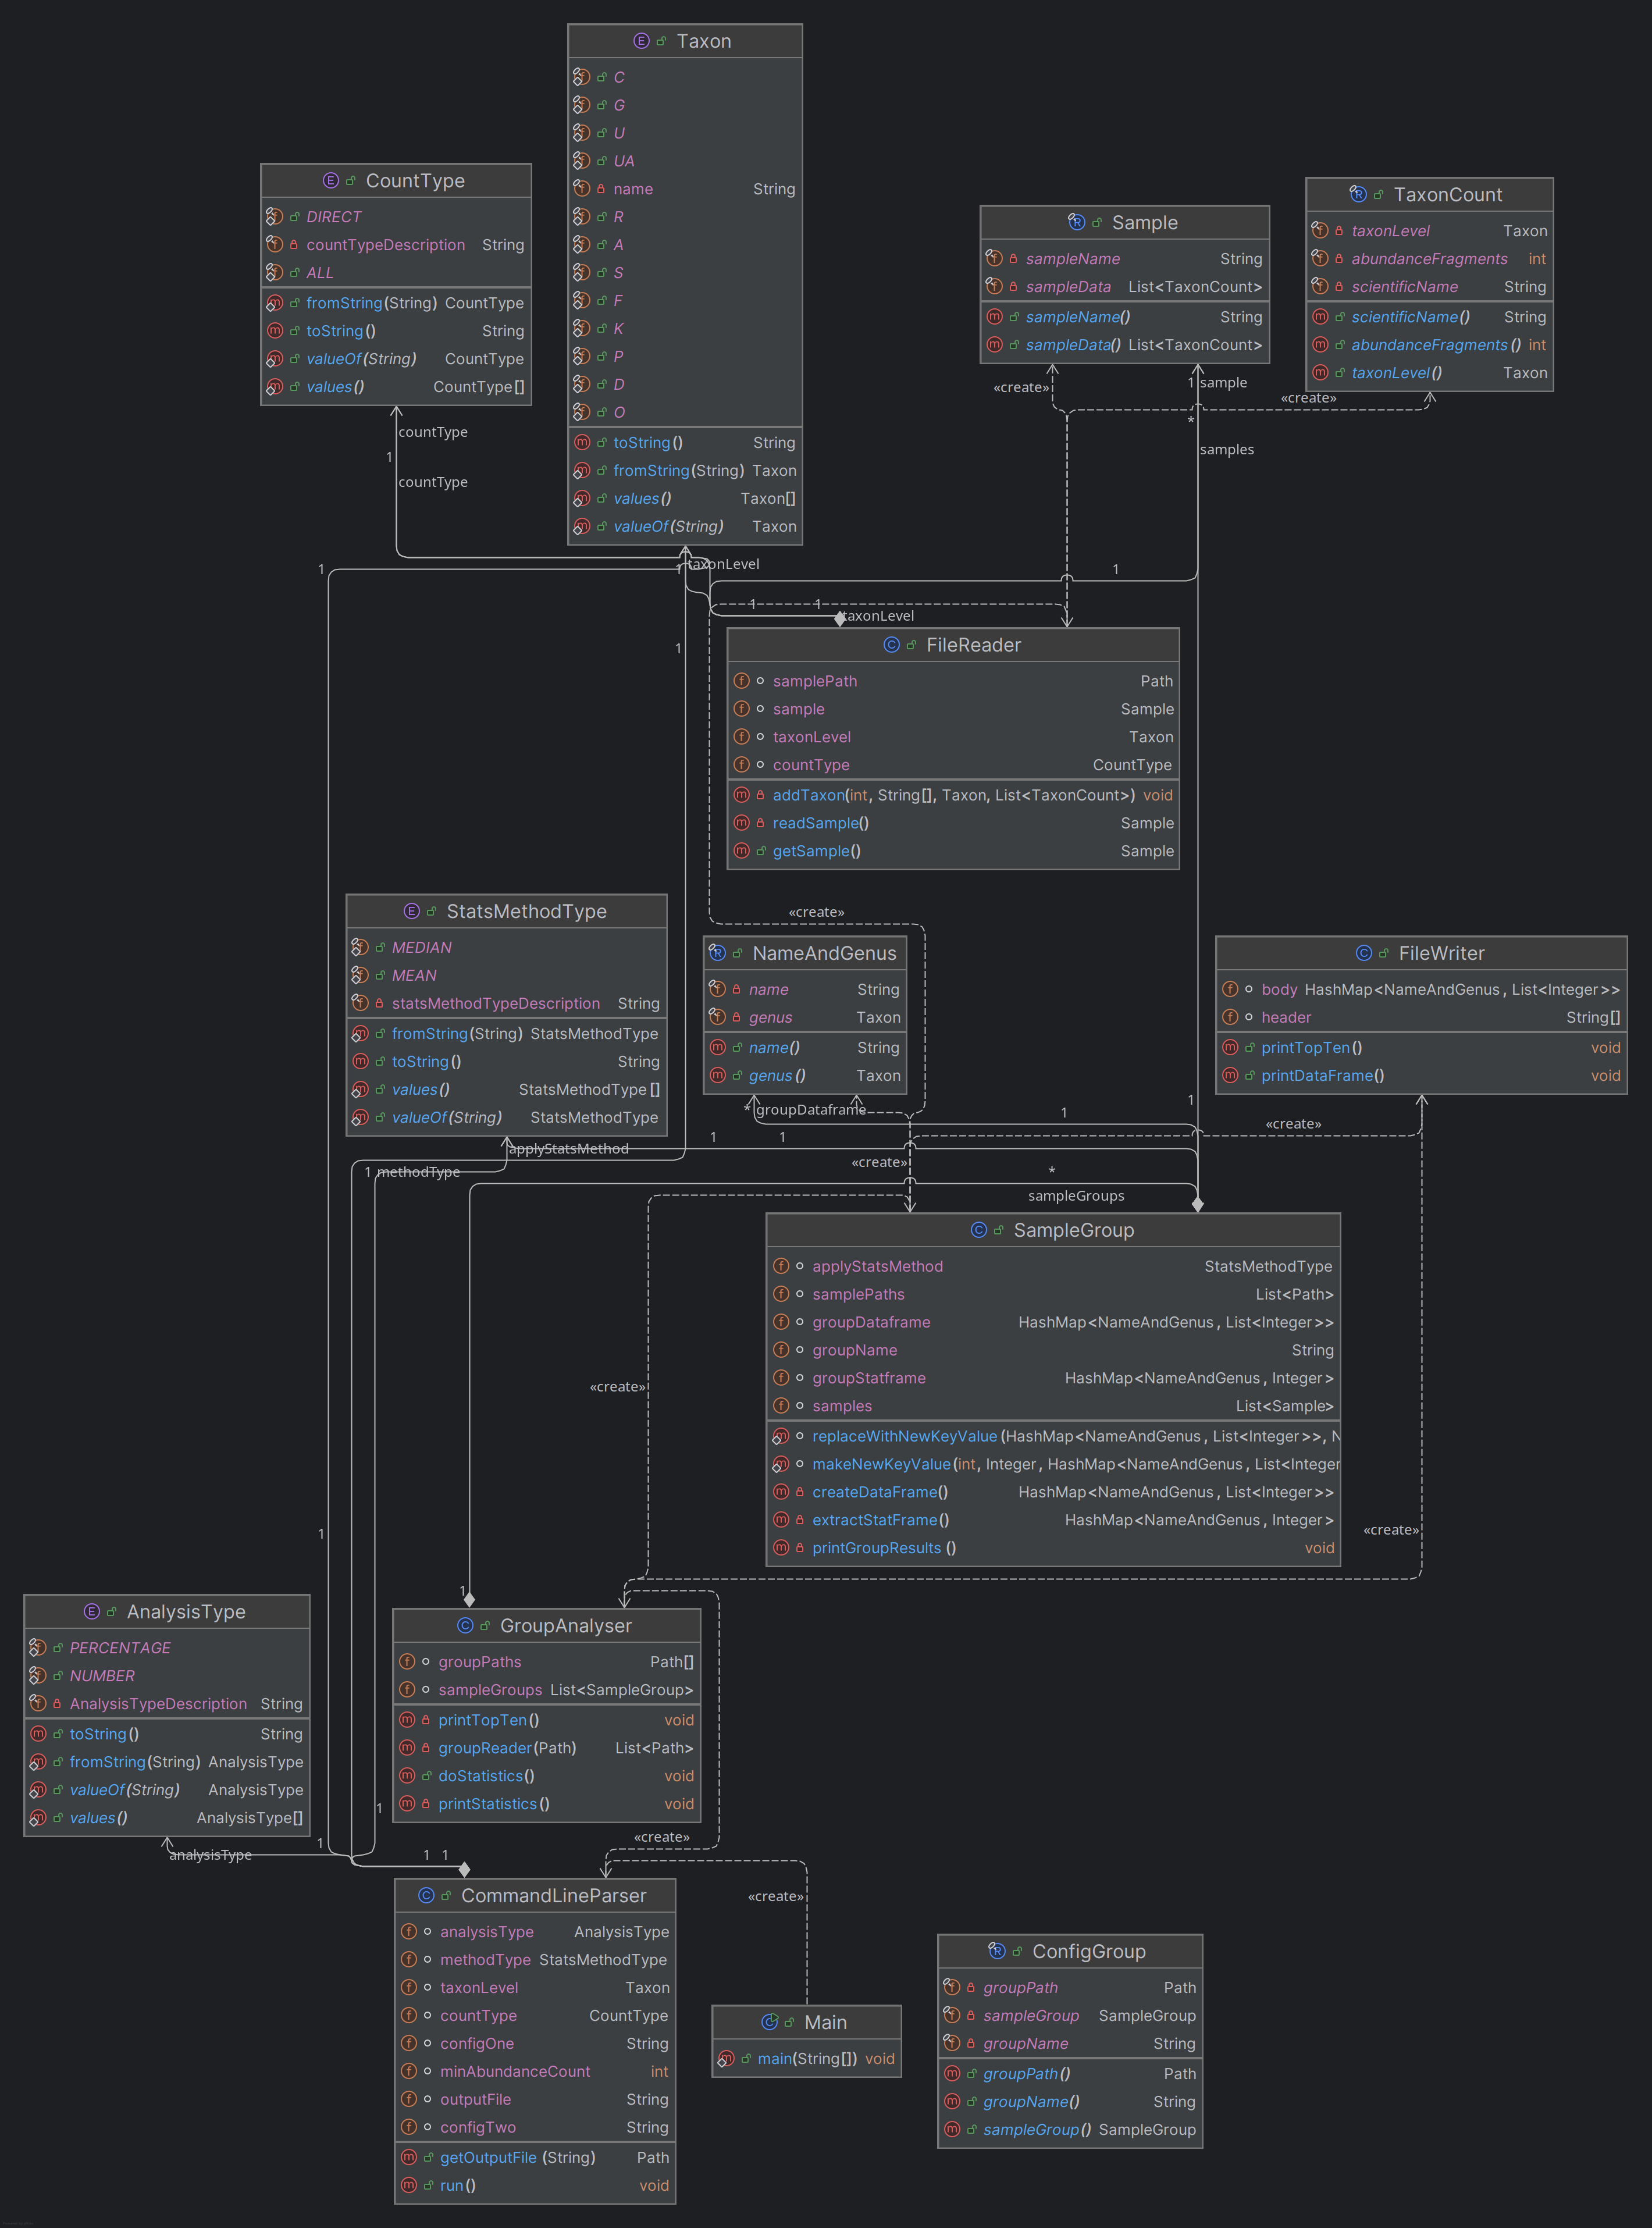 Taxon
C
G
U
UA
name String
R
A
S
F
K
P
D
O
toString() String
fromString(String) Taxon
values() Taxon[]
valueOf(String) Taxon
CountType
DIRECT
countTypeDescription String
ALL
fromString(String) CountType
toString() String
valueOf(String) CountType
values() CountType[]
Sample
sampleName String
sampleData List<TaxonCount>
sampleName() String
sampleData() List<TaxonCount>
TaxonCount
taxonLevel Taxon
abundanceFragments int
scientificName String
scientificName() String
abundanceFragments() int
taxonLevel() Taxon
«create»
1 sample
«create»
*
samples
countType
1
countType
1
1
taxonLevel
1
1
1
taxonLevel
1
FileReader
samplePath Path
sample Sample
taxonLevel Taxon
countType CountType
addTaxon(int, String[], Taxon, List<TaxonCount>) void
readSample() Sample
getSample() Sample
«create»
StatsMethodType
MEDIAN
MEAN
statsMethodTypeDescription String
fromString(String) StatsMethodType
toString() String
values() StatsMethodType[]
valueOf(String) StatsMethodType
NameAndGenus
name String
genus Taxon
name() String
genus() Taxon
FileWriter
body HashMap<NameAndGenus, List<Integer>>
header String[]
printTopTen() void
printDataFrame() void
* groupDataframe
1
1
«create»
1
1
applyStatsMethod
«create»
1 methodType
*
sampleGroups
SampleGroup
applyStatsMethod StatsMethodType
samplePaths List<Path>
groupDataframe HashMap<NameAndGenus, List<Integer>>
groupName String
groupStatframe HashMap<NameAndGenus, Integer>
samples List<Sample>
replaceWithNewKeyValue(HashMap<NameAndGenus, List<Integer>>, N
makeNewKeyValue(int, Integer, HashMap<NameAndGenus, List<Integer
createDataFrame() HashMap<NameAndGenus, List<Integer>>
extractStatFrame() HashMap<NameAndGenus, Integer>
printGroupResults () void
«create»
1
«create»
1
AnalysisType
PERCENTAGE
NUMBER
AnalysisTypeDescription String
toString() String
fromString(String) AnalysisType
valueOf(String) AnalysisType
values() AnalysisType[]
GroupAnalyser
groupPaths Path[]
sampleGroups List<SampleGroup>
printTopTen() void
groupReader(Path) List<Path>
doStatistics() void
printStatistics() void
1
1
«create»
analysisType
1
1
«create»
CommandLineParser
analysisType AnalysisType
methodType StatsMethodType
taxonLevel Taxon
countType CountType
configOne String
minAbundanceCount int
outputFile String
configTwo String
getOutputFile (String) Path
run() void
Main
main(String[]) void
ConfigGroup
groupPath Path
sampleGroup SampleGroup
groupName String
groupPath() Path
groupName() String
sampleGroup() SampleGroup